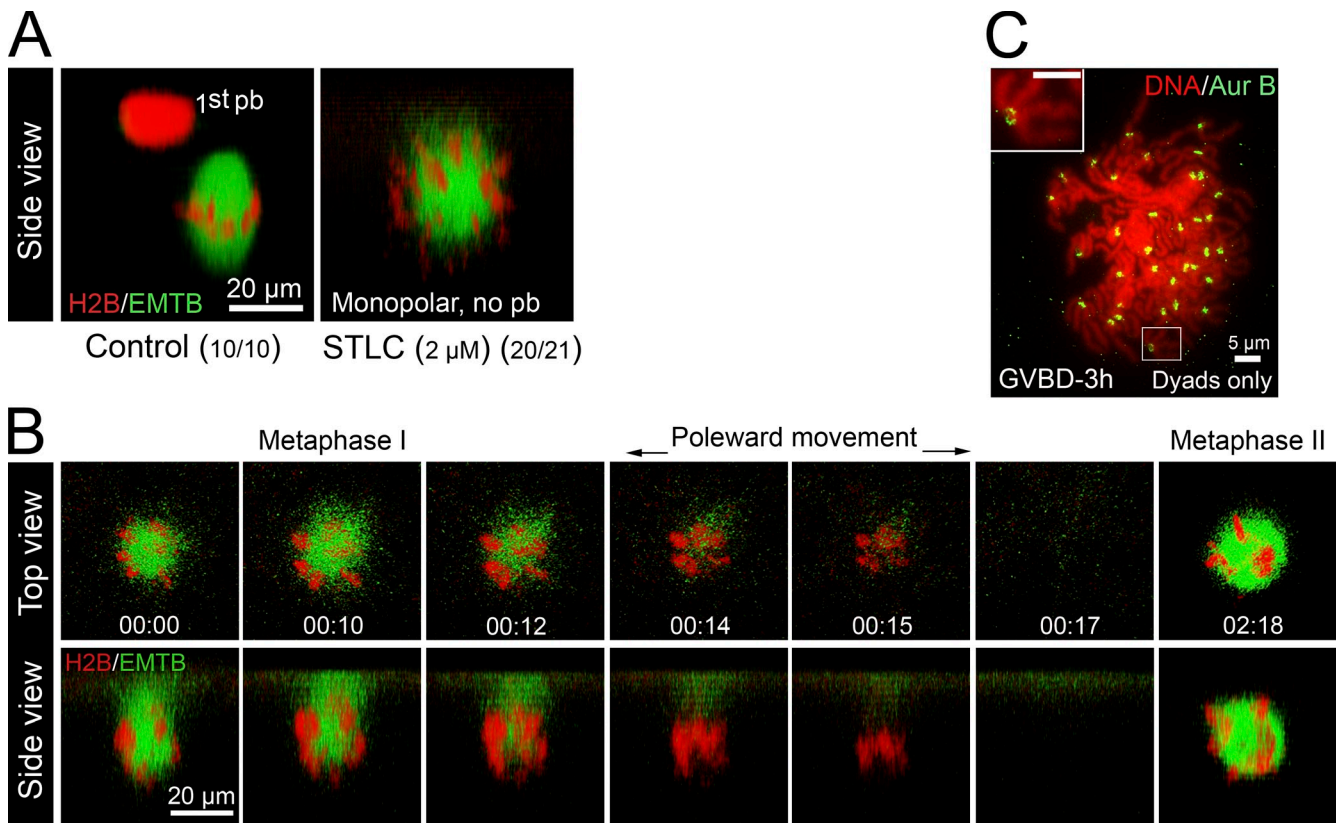 A
Side view
1st pb
H2B/EMTB
20 µm
Control (10/10)
Monopolar, no pb
STLC (2 µM) (20/21)
C
DNA/Aur B
5 µm
GVBD-3h
Dyads only
B
Metaphase I
Poleward movement
Metaphase II
Top view
00:00
00:10
00:12
00:14
00:15
00:17
02:18
Side view
H2B/EMTB
20 µm